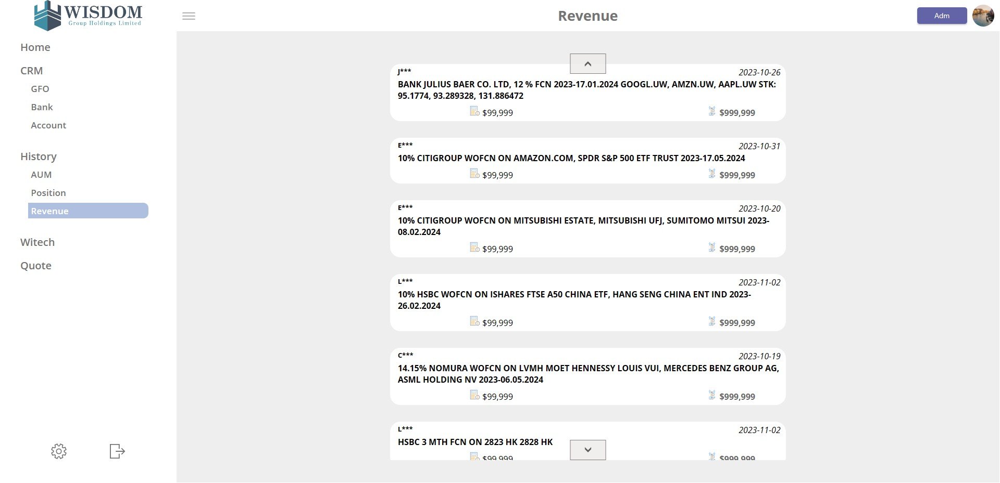 WISDOM
Group Holdings Limited
Revenue
Adm
Home
CRM
GFO
Bank
Account
History
AUM
Position
Revenue
Witech
Quote
J***
2023-10-26
BANK JULIUS BAER CO. LTD, 12 % FCN 2023-17.01.2024 GOOGL.UW, AMZN.UW, AAPL.UW STK:
95.1774, 93.289328, 131.886472
$99,999 $999,999
E***
2023-10-31
10% CITIGROUP WOFCN ON AMAZON.COM, SPDR S&P 500 ETF TRUST 2023-17.05.2024
$99,999 $999,999
E***
2023-10-20
10% CITIGROUP WOFCN ON MITSUBISHI ESTATE, MITSUBISHI UFJ, SUMITOMO MITSUI 2023-
08.02.2024
$99,999 $999,999
L***
2023-11-02
10% HSBC WOFCN ON ISHARES FTSE A50 CHINA ETF, HANG SENG CHINA ENT IND 2023-
26.02.2024
$99,999 $999,999
C***
2023-10-19
14.15% NOMURA WOFCN ON LVMH MOET HENNESSY LOUIS VUI, MERCEDES BENZ GROUP AG,
ASML HOLDING NV 2023-06.05.2024
$99,999 $999,999
L***
2023-11-02
HSBC 3 MTH FCN ON 2823 HK 2828 HK
$99,999 $999,999